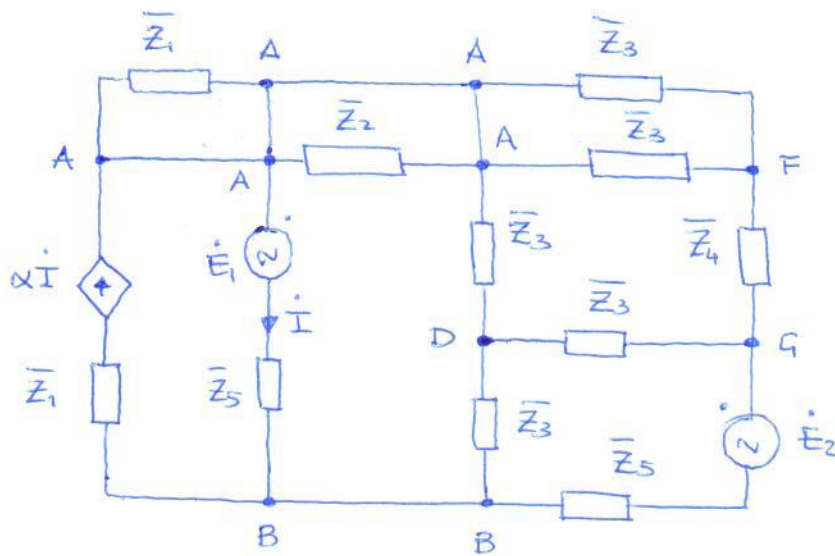 Z̅₁ A A Z̅₃
A A Z̅₂ A Z̅₃ F
αİ Ė₁ Z̅₃ Z̅₄
İ D Z̅₃ G
Z̅₁ Z̅₅ Z̅₃ Ė₂
Z̅₅
B B